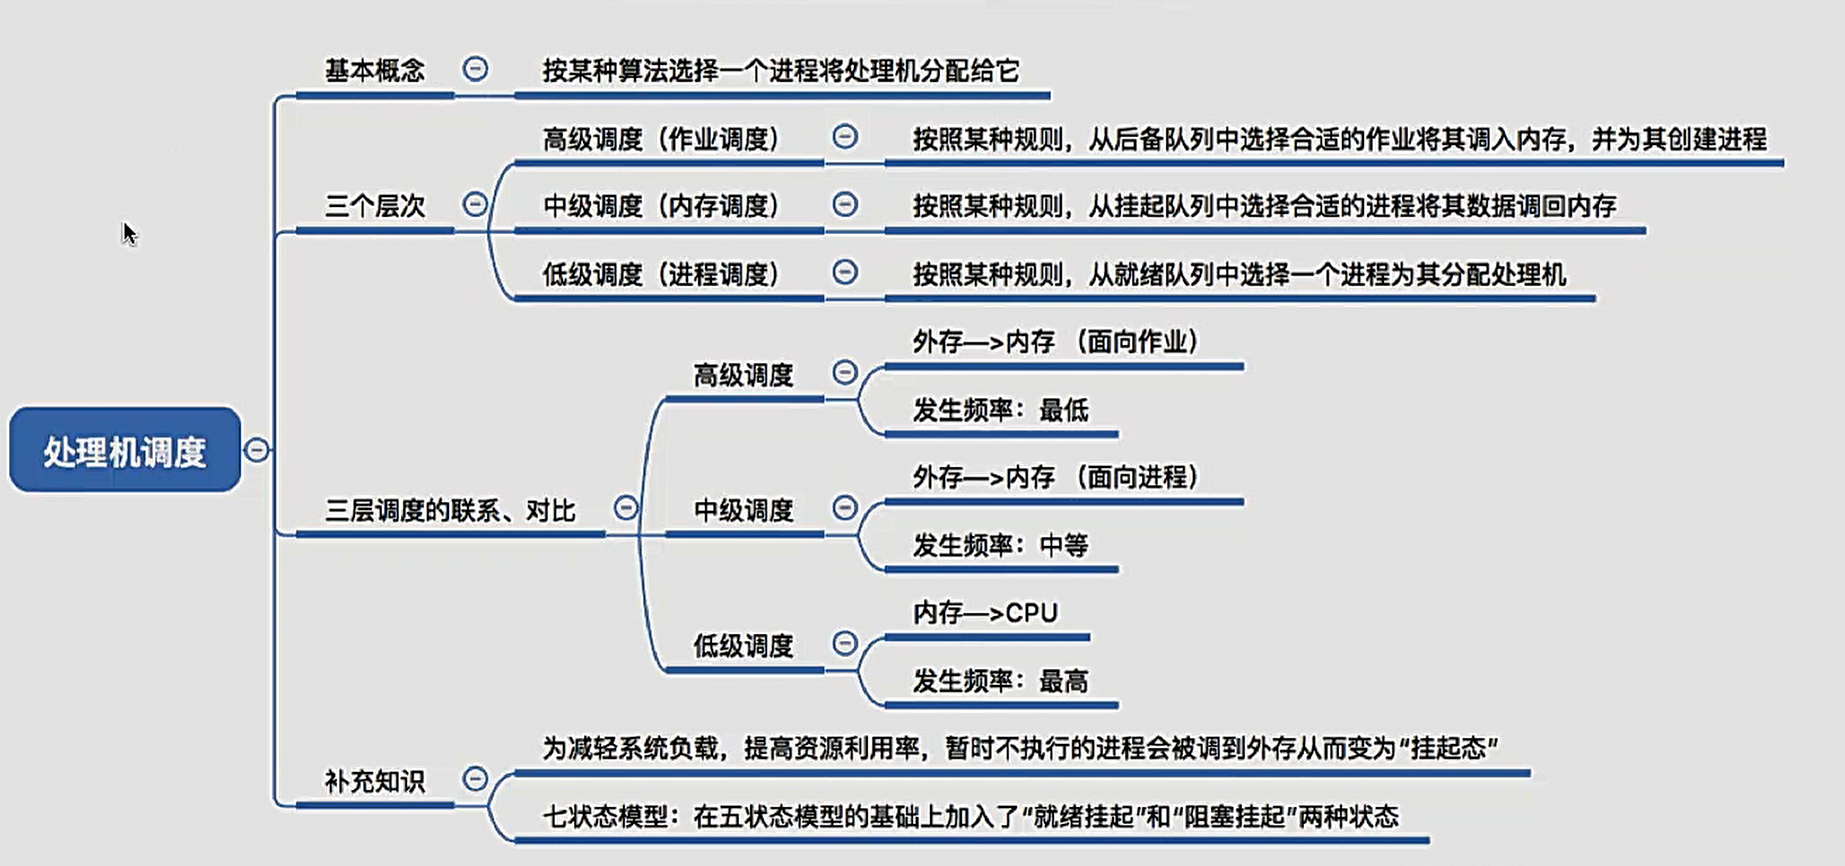 基本概念
按某种算法选择一个进程将处理机分配给它
高级调度（作业调度）
按照某种规则，从后备队列中选择合适的作业将其调入内存，并为其创建进程
三个层次
中级调度（内存调度）
按照某种规则，从挂起队列中选择合适的进程将其数据调回内存
低级调度（进程调度）
按照某种规则，从就绪队列中选择一个进程为其分配处理机
处理机调度
三层调度的联系、对比
高级调度
外存—>内存 （面向作业）
发生频率：最低
中级调度
外存—>内存 （面向进程）
发生频率：中等
低级调度
内存—>CPU
发生频率：最高
补充知识
为减轻系统负载，提高资源利用率，暂时不执行的进程会被调到外存从而变为“挂起态”
七状态模型：在五状态模型的基础上加入了“就绪挂起”和“阻塞挂起”两种状态